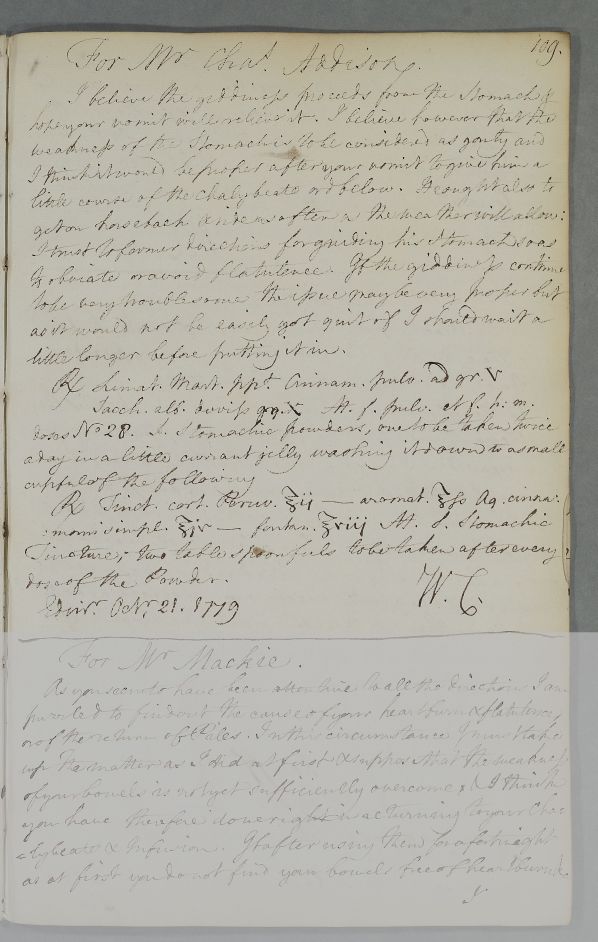 109.
For Mr. Chas. Addison.
I believe the giddiness proceeds from the Stomach &
hope your vomit will relieve it. I believe however that the
weakness of the Stomach is to be considered as gouty and
I think it would be proper after your vomit to give him a
little course of the Chalybeate ord below. He ought also to
get on horseback & ride as often as the weather will allow:
I trust to former directions for guiding his Stomach so as
to obviate or avoid flatulence. If the giddiness continue
to be very troublesome the issue may be very proper but
as it would not be easily got quit of I should wait a
little longer before putting it in.
℞ Limat. Mart. ppt Cinnam. pulv. ad gr. V
Sacch. alb. gr. X M. f. pulv. et f. h. m.
doses No 28. S. Stomachic powders, one to be taken twice
a day in a little currant jelly washing it down with a small
cupful of the following
℞ Tinct. cort. Peruv. ℥ij — aromat. ℥ss Aq. cinna:
:momi simpl. ℥iv — fontan. ℥viij M. S. Stomachic
Tincture; two table spoonfuls to be taken after every
dose of the Powder.
Edinr. Octr. 21. 1779
W. C.
For Mr Mackie.
As you seem to have been attentive to all the directions I am
puzzled to find out the cause of your heartburn & flatulence
or of the return of the Piles. In this circumstance I must take
up the matter as I did at first & suppose that the weakness
of your bowels is not yet sufficiently overcome & I think
you have therefore done right in returning to your Cha=
=lybeate & Infusion. If after using them for a fortnight
as at first you do not find your bowels free of heartburn &